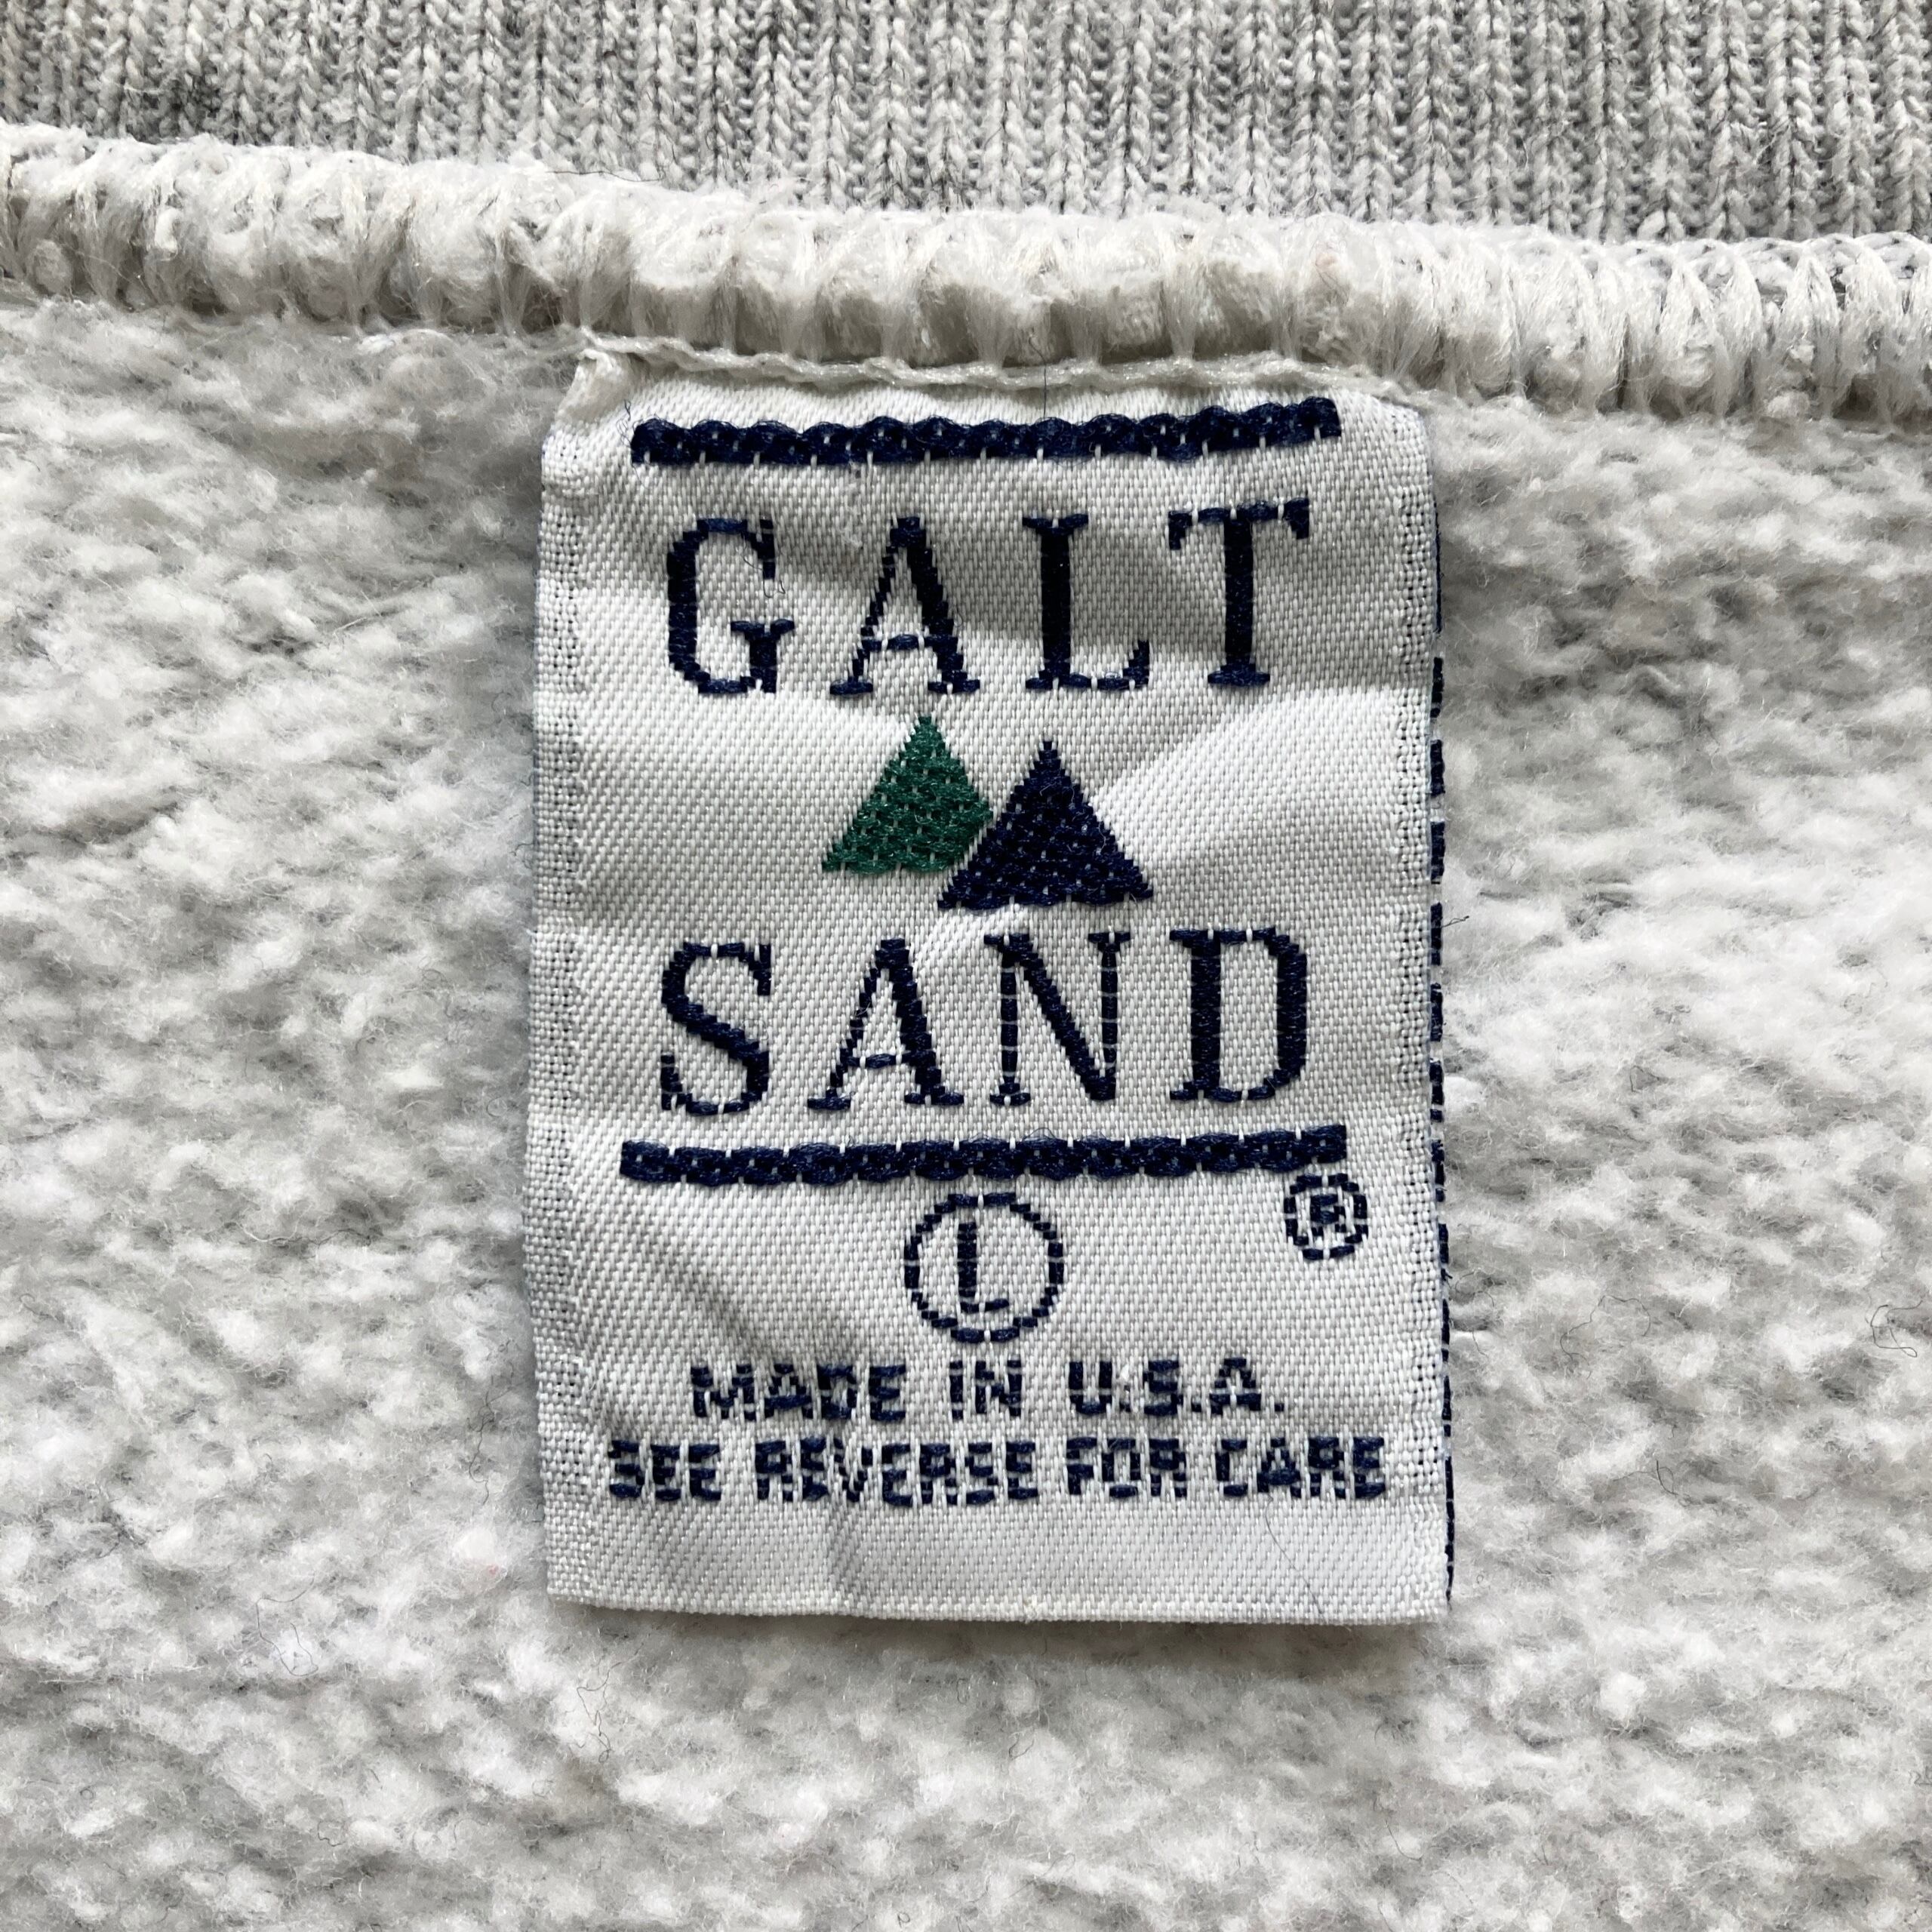 GALT
SAND
®
L
MADE IN U.S.A.
SEE REVERSE FOR CARE